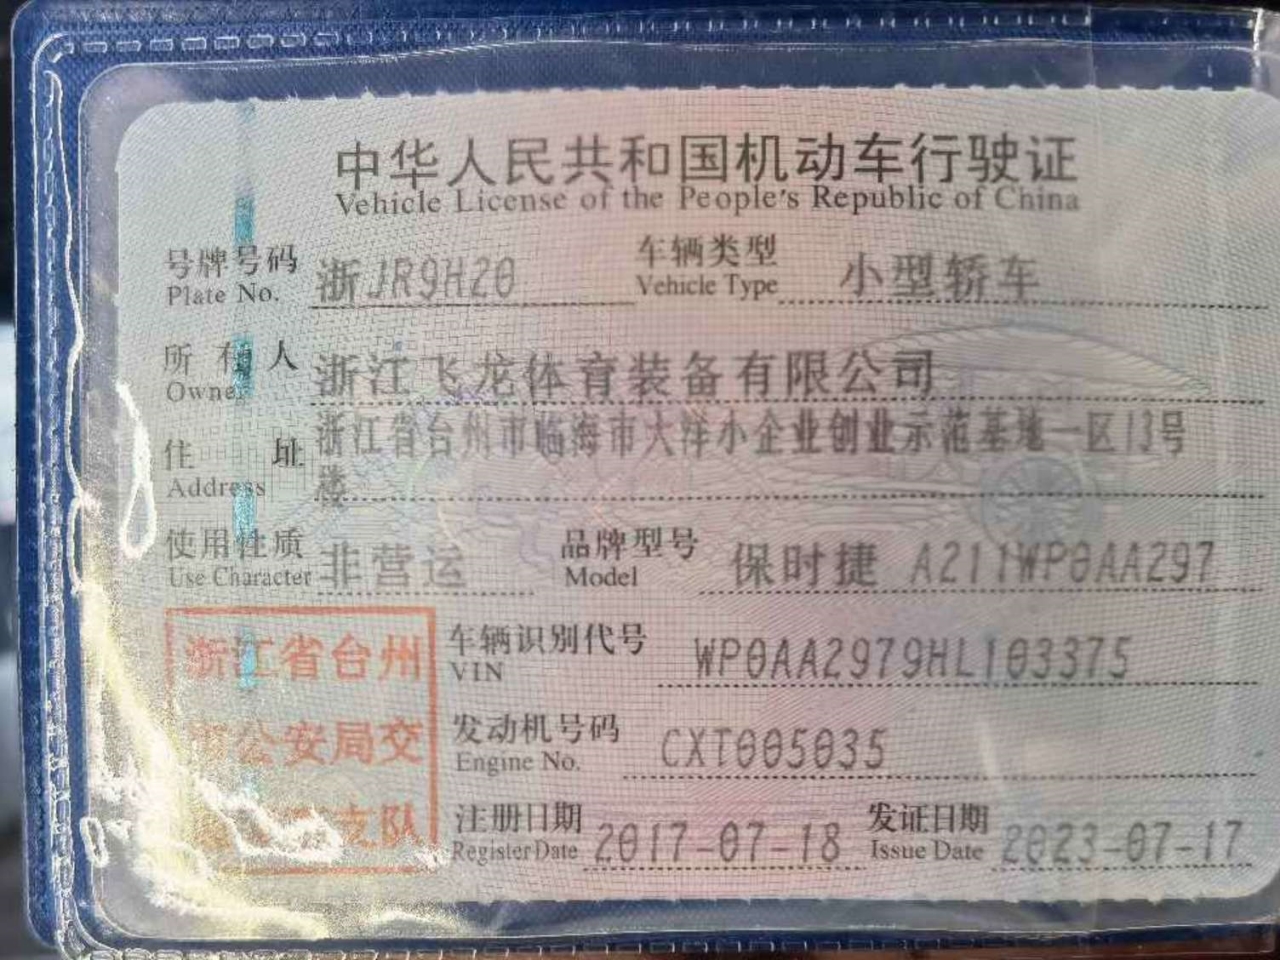 中华人民共和国机动车行驶证
Vehicle License of the People's Republic of China
号牌号码 浙JR9H20 车辆类型 小型轿车
Plate No. Vehicle Type
所有人 浙江飞龙体育装备有限公司
Owner
浙江省台州市临海市大洋小企业创业示范基地一区13号
住址
Address 楼
使用性质 非营运 品牌型号 保时捷 A211WP0AA297
Use Character Model
浙江省台州 车辆识别代号 WP0AA2979HL103375
VIN
市公安局交 发动机号码 CXT005035
Engine No.
支队 注册日期 2017-07-18 发证日期 2023-07-17
Register Date Issue Date